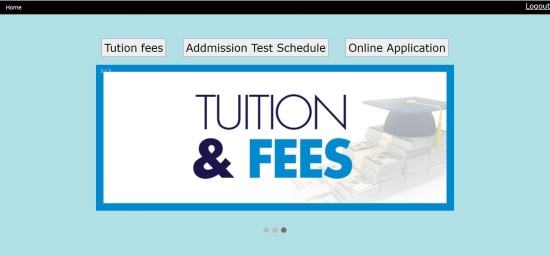 Home
Logout
Tution fees
Addmission Test Schedule
Online Application
TUITION
& FEES